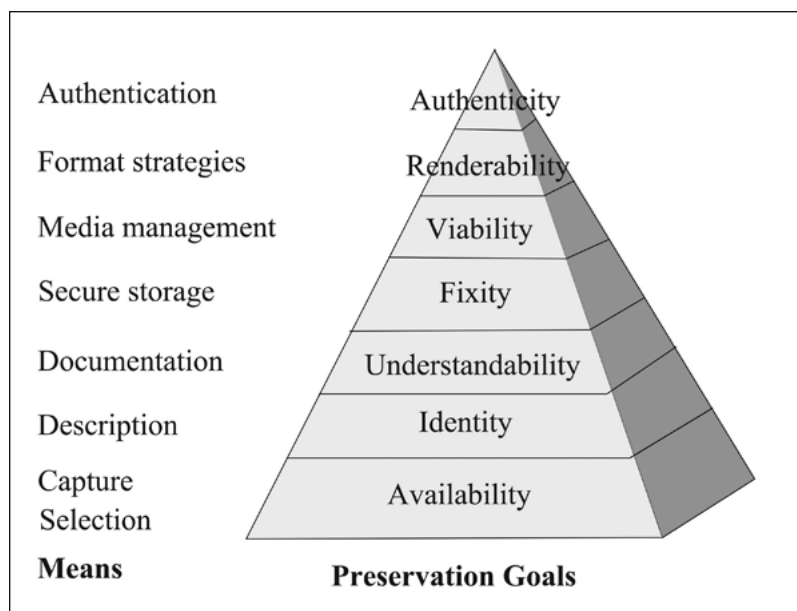 Authentication
Authenticity
Format strategies
Renderability
Media management
Viability
Secure storage
Fixity
Documentation
Understandability
Description
Identity
Capture
Selection
Availability
Means
Preservation Goals